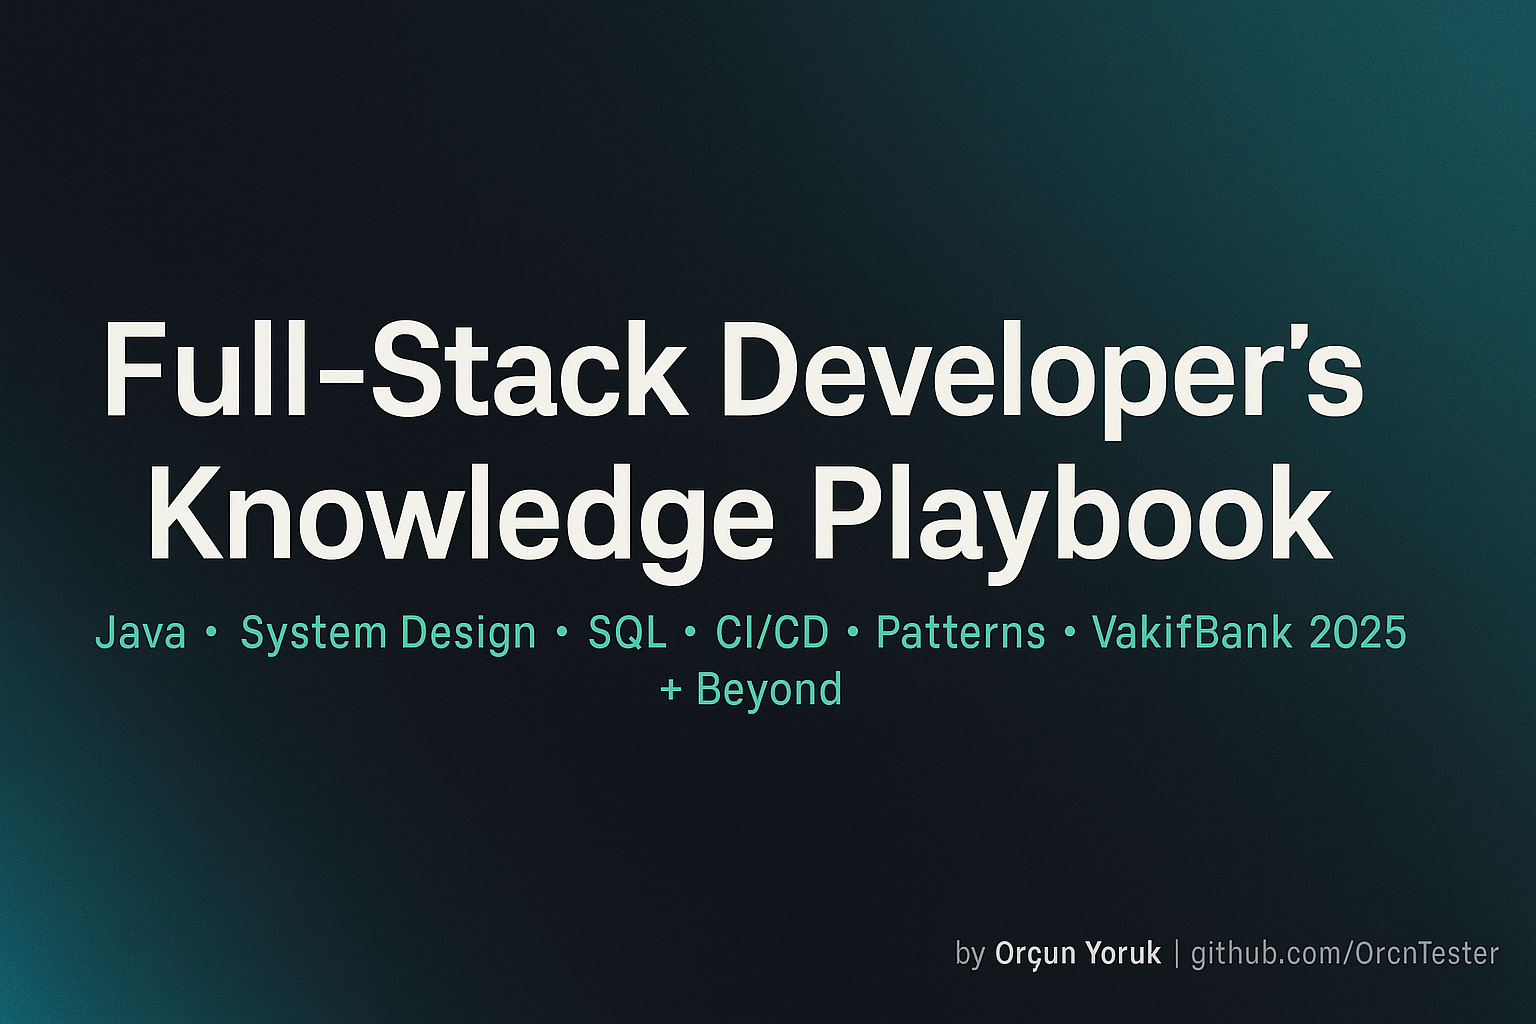 Full-Stack Developer’s
Knowledge Playbook
Java • System Design • SQL • CI/CD • Patterns • VakifBank 2025
+ Beyond
by Orçun Yoruk | github.com/OrcnTester